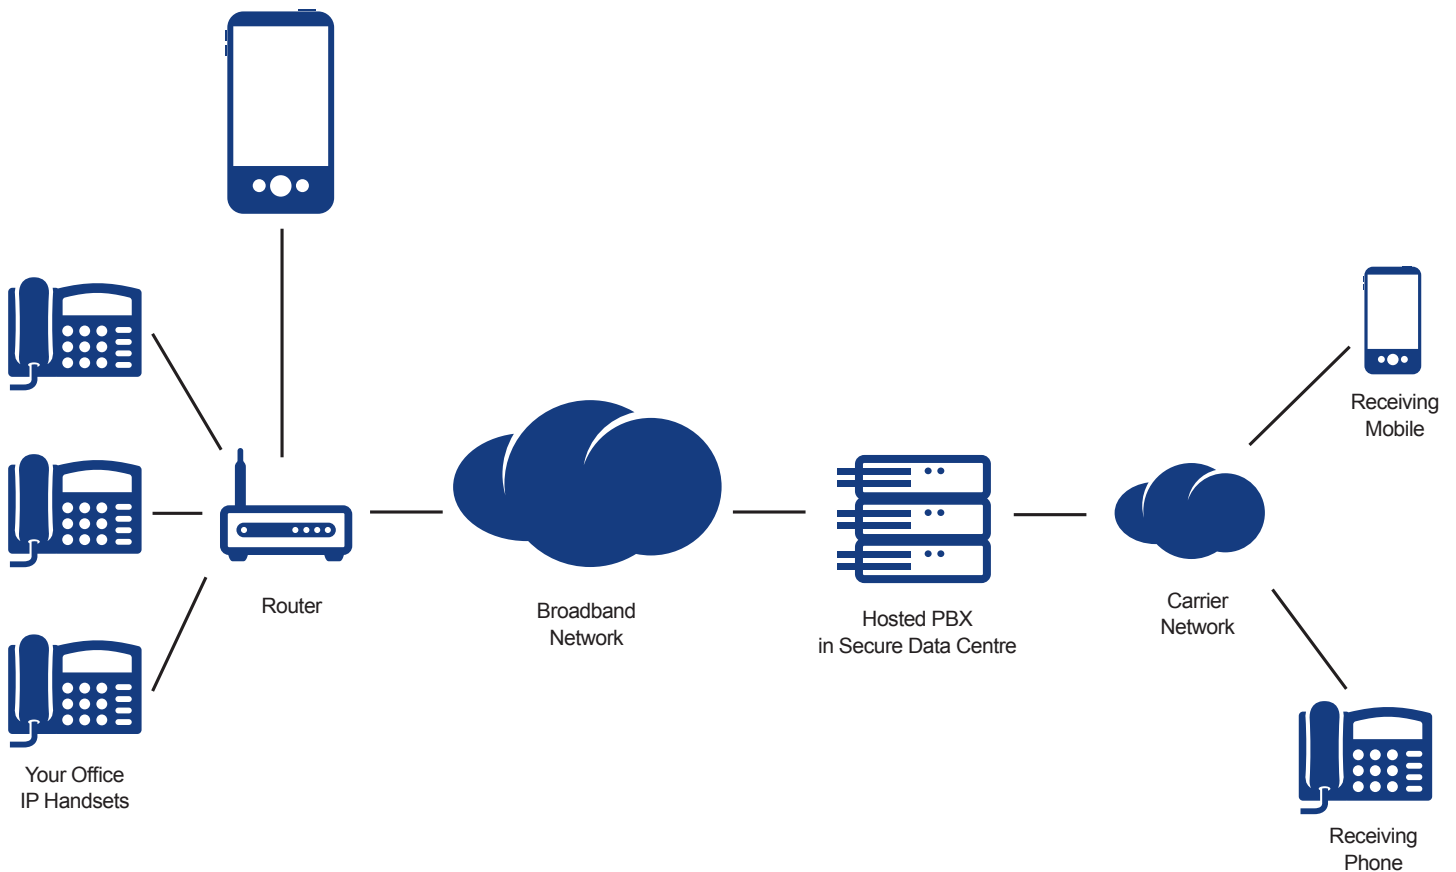 Router
Broadband
Network
Hosted PBX
in Secure Data Centre
Carrier
Network
Receiving
Mobile
Your Office
IP Handsets
Receiving
Phone